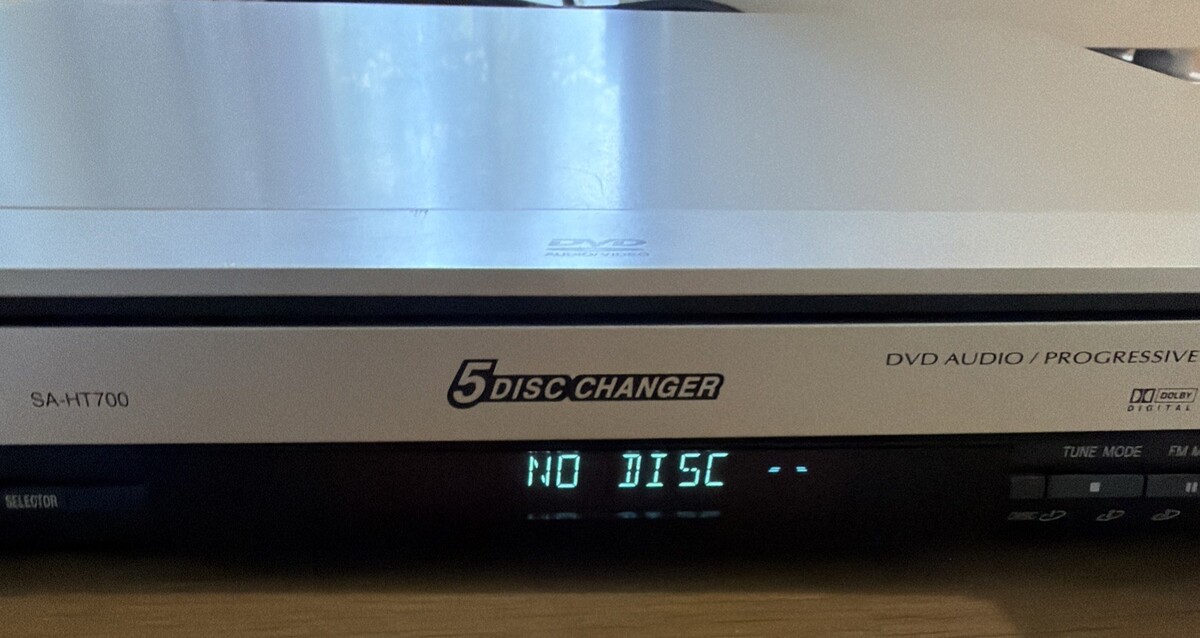 DVD
AUDIO/VIDEO
SA-HT700
5 DISC CHANGER
DVD AUDIO / PROGRESSIVE
DOLBY
DIGITAL
NO DISC --
TUNE MODE
FM
SELECTOR
DISC